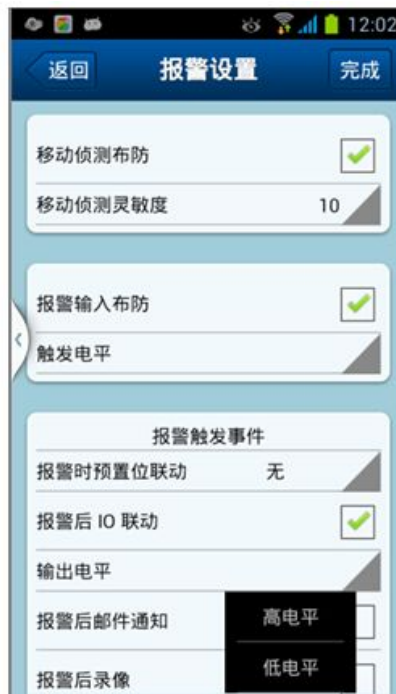 12:02
返回 报警设置 完成
移动侦测布防
移动侦测灵敏度 10
报警输入布防
触发电平
报警触发事件
报警时预置位联动 无
报警后 IO 联动
输出电平
报警后邮件通知
高电平
低电平
报警后录像